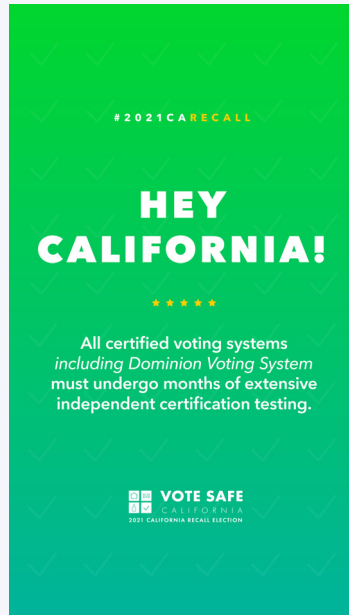 #2021CARECALL
HEY
CALIFORNIA!
All certified voting systems
including Dominion Voting System
must undergo months of extensive
independent certification testing.
VOTE SAFE
CALIFORNIA
2021 CALIFORNIA RECALL ELECTION